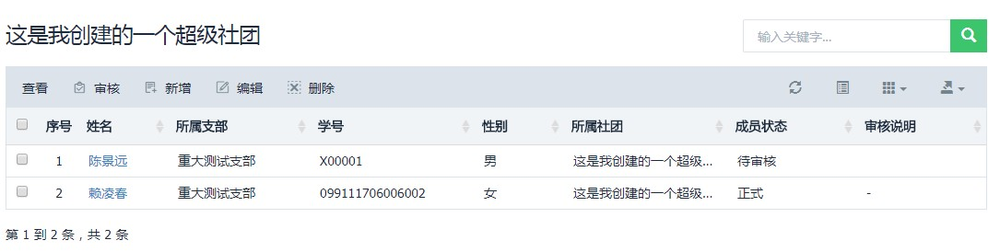 这是我创建的一个超级社团
输入关键字...
查看 审核 新增 编辑 删除
序号 姓名 所属支部 学号 性别 所属社团 成员状态 审核说明
1 陈景远 重大测试支部 X00001 男 这是我创建的一个超级... 待审核
2 赖凌春 重大测试支部 099111706006002 女 这是我创建的一个超级... 正式 -
第 1 到 2 条，共 2 条